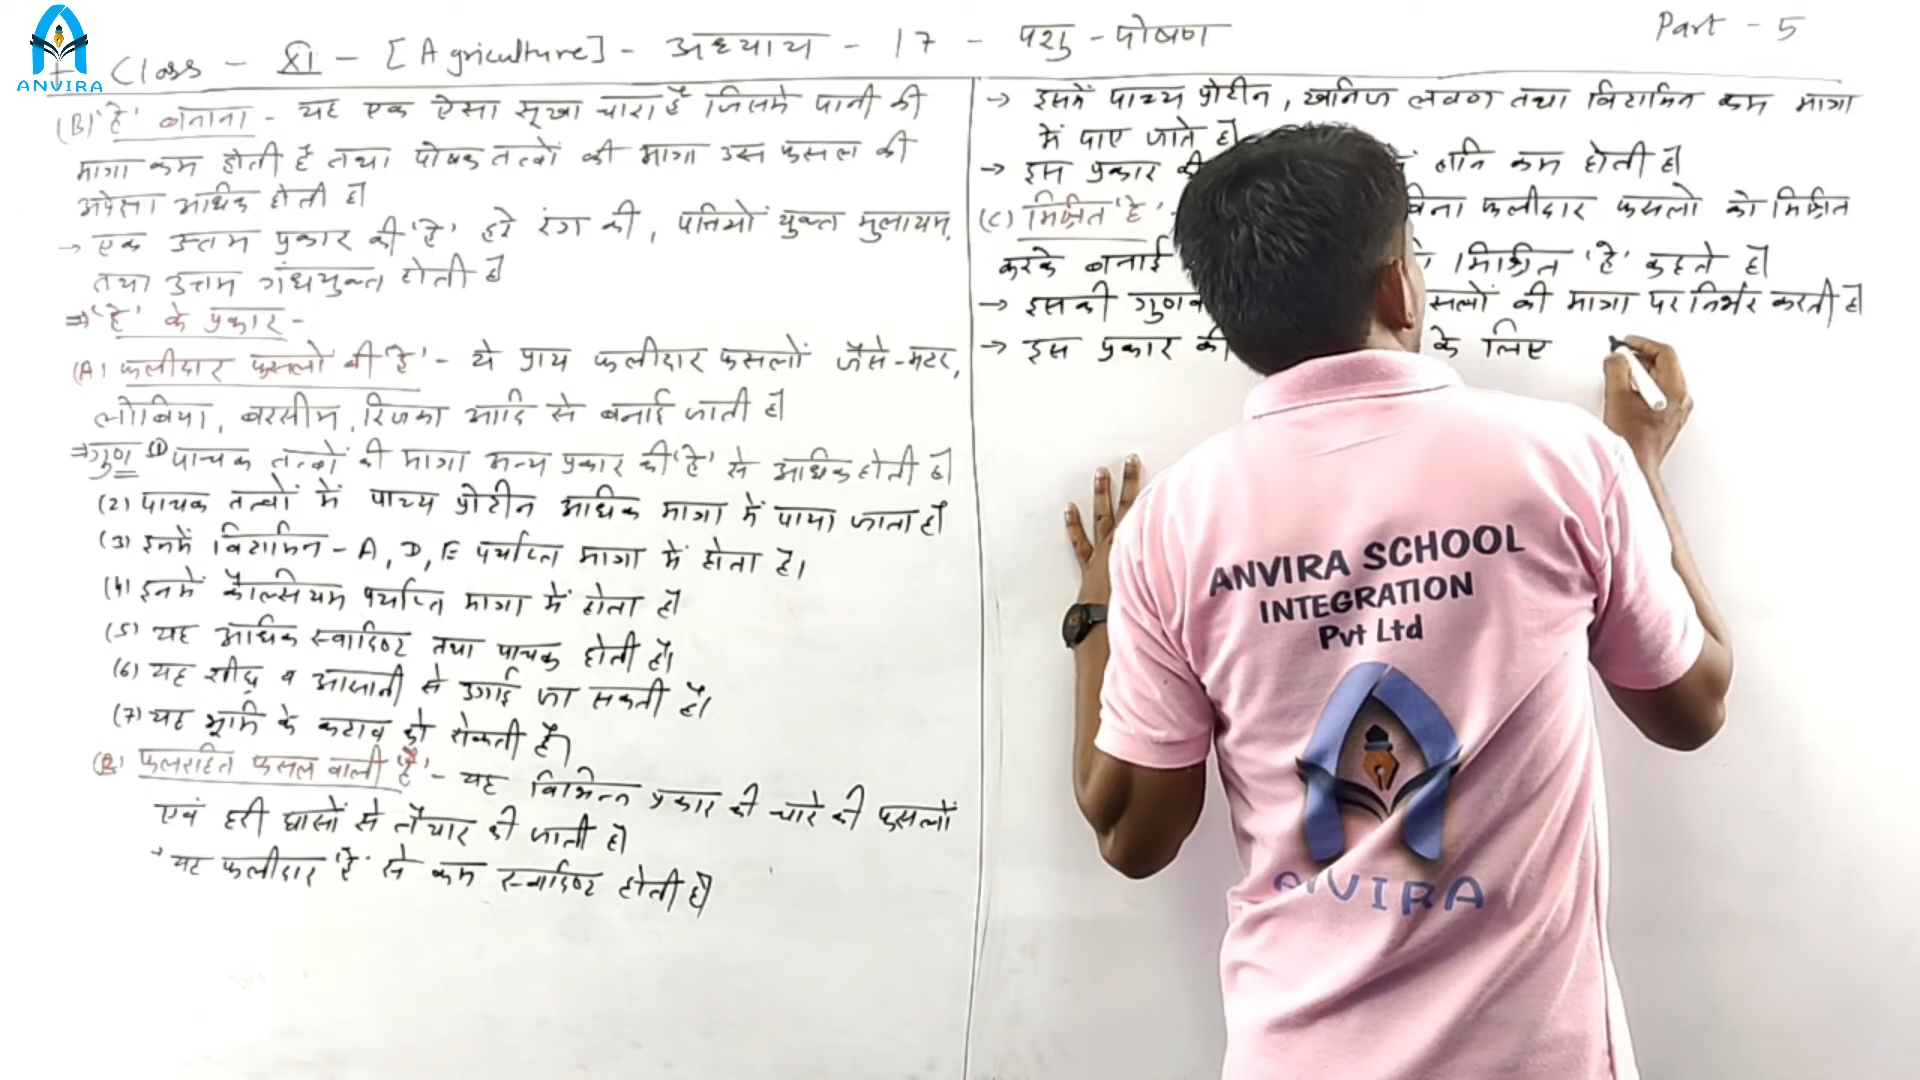 ANVIRA
Class - XI - [Agriculture] - अध्याय - 17 - पशु - पोषण
Part - 5
(B) 'हे' बनाना - यह एक ऐसा सूखा चारा है जिसमे पानी की
मात्रा कम होती है तथा पोषक तत्वों की मात्रा उस फसल की
अपेक्षा अधिक होती है।
→ एक उत्तम प्रकार की 'हे' हरे रंग की, पत्तियों युक्त मुलायम,
तथा उत्तम गंधयुक्त होती है।
⇒ 'हे' के प्रकार -
(A) फलीदार फसलो की 'हे' - ये प्राय फलीदार फसलों जैसे - मटर,
लोबिया, बरसीम, रिजका आदि से बनाई जाती है।
⇒ गुण (1) पाचक तत्वों की मात्रा अन्य प्रकार की 'हे' से अधिक होती है।
(2) पाचक तत्वों में पाच्य प्रोटीन अधिक मात्रा में पाया जाता है।
(3) इनमें विटामिन - A, D, E पर्याप्त मात्रा में होता है।
(4) इनमें कैल्सियम पर्याप्त मात्रा में होता है।
(5) यह अधिक स्वादिष्ट तथा पाचक होती है।
(6) यह शीघ्र व आसानी से उगाई जा सकती है।
(7) यह भूमि के कटाव को रोकती है।
(B) फलरहित फसल वाली 'है' - यह विभिन्न प्रकार की चारे की फसलों
एवं हरी घासों से तैयार की जाती है।
→ यह फलीदार 'हे' से कम स्वादिष्ट होती है।
→ इसमें पाच्य प्रोटीन, खनिज लवण तथा विटामिन कम मात्रा
में पाए जाते है।
→ इस प्रकार की हानि कम होती है।
(C) मिश्रित 'हे' - बिना फलीदार फसलो को मिश्रित
करके बनाई मिश्रित 'हे' कहते है।
→ इसकी की मात्रा पर निर्भर करती है
→ इस प्रकार की के लिए
ANVIRA SCHOOL
INTEGRATION
Pvt Ltd
ANVIRA